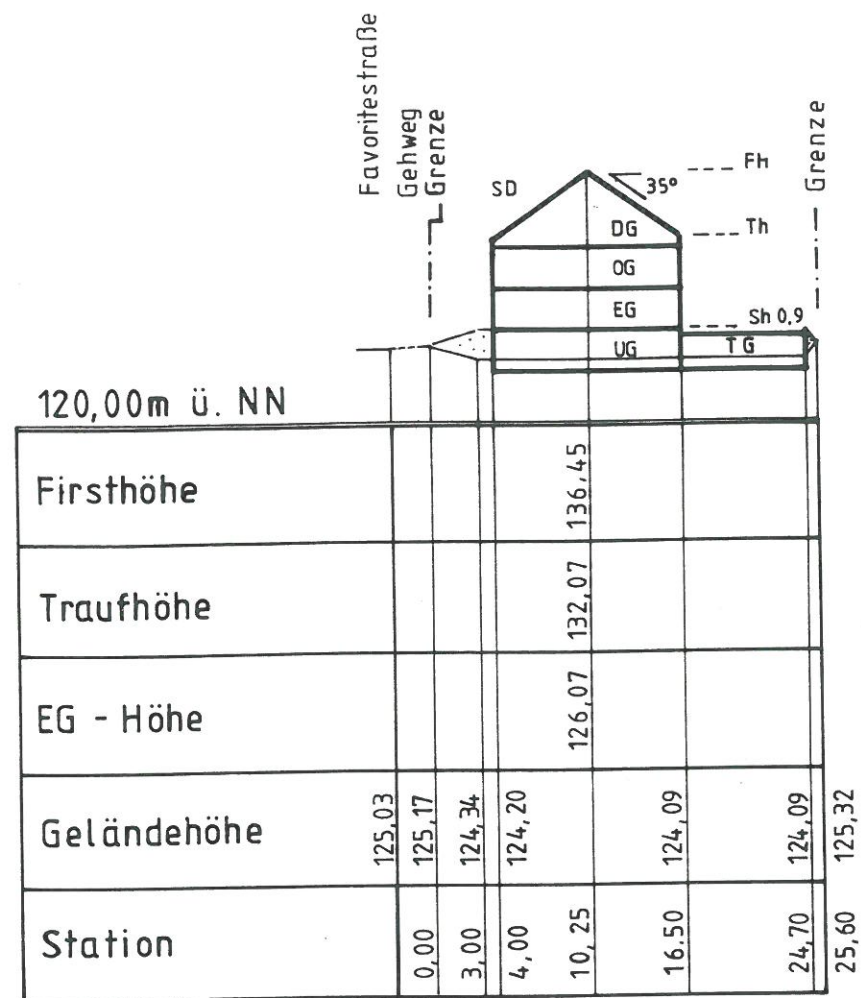 Favoritestraße
Gehweg
Grenze
Grenze
SD
35°
Fh
DG
Th
OG
EG
Sh 0,9
UG
TG
120,00m ü. NN
Firsthöhe
136.45
Traufhöhe
132,07
EG - Höhe
126,07
Geländehöhe
125,03
125,17
124,34
124,20
124,09
124,09
125,32
Station
0,00
3,00
4,00
10,25
16.50
24,70
25,60